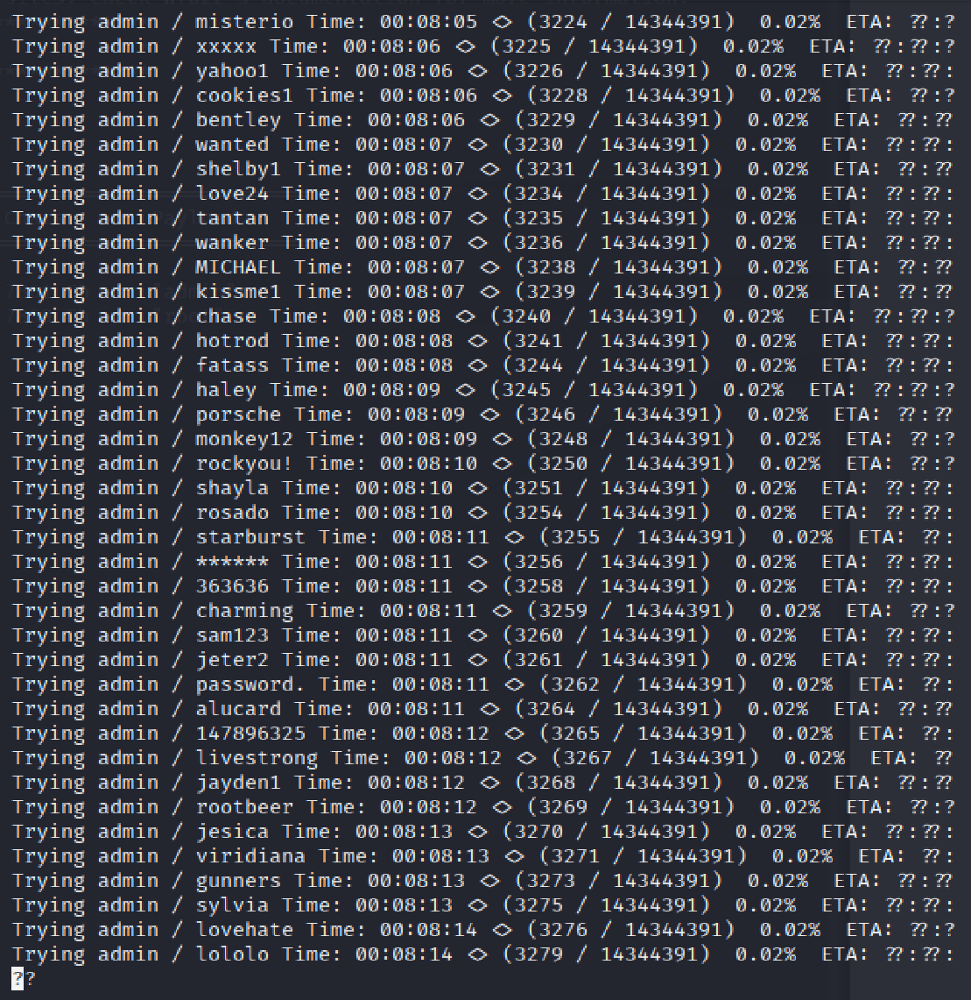 Trying admin / misterio Time: 00:08:05 <> (3224 / 14344391)  0.02%  ETA: ??:?
Trying admin / xxxxx Time: 00:08:06 <> (3225 / 14344391)  0.02%  ETA: ??:??:?
Trying admin / yahoo1 Time: 00:08:06 <> (3226 / 14344391)  0.02%  ETA: ??:??:
Trying admin / cookies1 Time: 00:08:06 <> (3228 / 14344391)  0.02%  ETA: ??:?
Trying admin / bentley Time: 00:08:06 <> (3229 / 14344391)  0.02%  ETA: ??:??
Trying admin / wanted Time: 00:08:07 <> (3230 / 14344391)  0.02%  ETA: ??:??:
Trying admin / shelby1 Time: 00:08:07 <> (3231 / 14344391)  0.02%  ETA: ??:??
Trying admin / love24 Time: 00:08:07 <> (3234 / 14344391)  0.02%  ETA: ??:??:
Trying admin / tantan Time: 00:08:07 <> (3235 / 14344391)  0.02%  ETA: ??:??:
Trying admin / wanker Time: 00:08:07 <> (3236 / 14344391)  0.02%  ETA: ??:??:
Trying admin / MICHAEL Time: 00:08:07 <> (3238 / 14344391)  0.02%  ETA: ??:??
Trying admin / kissme1 Time: 00:08:07 <> (3239 / 14344391)  0.02%  ETA: ??:??
Trying admin / chase Time: 00:08:08 <> (3240 / 14344391)  0.02%  ETA: ??:??:?
Trying admin / hotrod Time: 00:08:08 <> (3241 / 14344391)  0.02%  ETA: ??:??:
Trying admin / fatass Time: 00:08:08 <> (3244 / 14344391)  0.02%  ETA: ??:??:
Trying admin / haley Time: 00:08:09 <> (3245 / 14344391)  0.02%  ETA: ??:??:?
Trying admin / porsche Time: 00:08:09 <> (3246 / 14344391)  0.02%  ETA: ??:??
Trying admin / monkey12 Time: 00:08:09 <> (3248 / 14344391)  0.02%  ETA: ??:?
Trying admin / rockyou! Time: 00:08:10 <> (3250 / 14344391)  0.02%  ETA: ??:?
Trying admin / shayla Time: 00:08:10 <> (3251 / 14344391)  0.02%  ETA: ??:??:
Trying admin / rosado Time: 00:08:10 <> (3254 / 14344391)  0.02%  ETA: ??:??:
Trying admin / starburst Time: 00:08:11 <> (3255 / 14344391)  0.02%  ETA: ??:
Trying admin / ****** Time: 00:08:11 <> (3256 / 14344391)  0.02%  ETA: ??:??:
Trying admin / 363636 Time: 00:08:11 <> (3258 / 14344391)  0.02%  ETA: ??:??:
Trying admin / charming Time: 00:08:11 <> (3259 / 14344391)  0.02%  ETA: ??:?
Trying admin / sam123 Time: 00:08:11 <> (3260 / 14344391)  0.02%  ETA: ??:??:
Trying admin / jeter2 Time: 00:08:11 <> (3261 / 14344391)  0.02%  ETA: ??:??:
Trying admin / password. Time: 00:08:11 <> (3262 / 14344391)  0.02%  ETA: ??:
Trying admin / alucard Time: 00:08:11 <> (3264 / 14344391)  0.02%  ETA: ??:??
Trying admin / 147896325 Time: 00:08:12 <> (3265 / 14344391)  0.02%  ETA: ??:
Trying admin / livestrong Time: 00:08:12 <> (3267 / 14344391)  0.02%  ETA: ??
Trying admin / jayden1 Time: 00:08:12 <> (3268 / 14344391)  0.02%  ETA: ??:??
Trying admin / rootbeer Time: 00:08:12 <> (3269 / 14344391)  0.02%  ETA: ??:?
Trying admin / jesica Time: 00:08:13 <> (3270 / 14344391)  0.02%  ETA: ??:??:
Trying admin / viridiana Time: 00:08:13 <> (3271 / 14344391)  0.02%  ETA: ??:
Trying admin / gunners Time: 00:08:13 <> (3273 / 14344391)  0.02%  ETA: ??:??
Trying admin / sylvia Time: 00:08:13 <> (3275 / 14344391)  0.02%  ETA: ??:??:
Trying admin / lovehate Time: 00:08:14 <> (3276 / 14344391)  0.02%  ETA: ??:?
Trying admin / lololo Time: 00:08:14 <> (3279 / 14344391)  0.02%  ETA: ??:??:
??